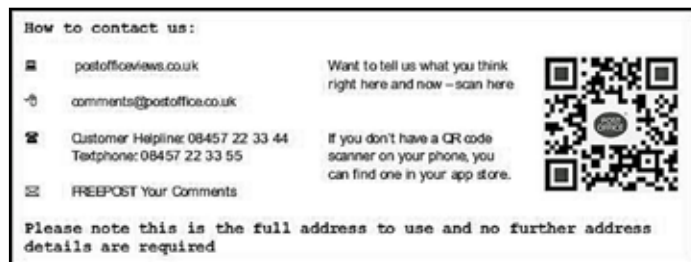 How to contact us:
postofficeviews.co.uk
Want to tell us what you think
right here and now – scan here
comments@postoffice.co.uk
Customer Helpline: 08457 22 33 44
Textphone: 08457 22 33 55
If you don't have a QR code
scanner on your phone, you
can find one in your app store.
FREEPOST Your Comments
POST
OFFICE
Please note this is the full address to use and no further address
details are required